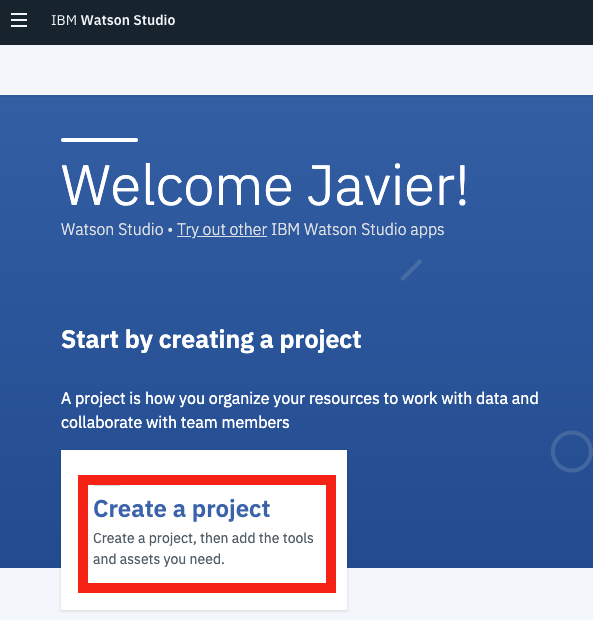 IBM Watson Studio
Welcome Javier!
Watson Studio • Try out other IBM Watson Studio apps
Start by creating a project
A project is how you organize your resources to work with data and
collaborate with team members
Create a project
Create a project, then add the tools
and assets you need.